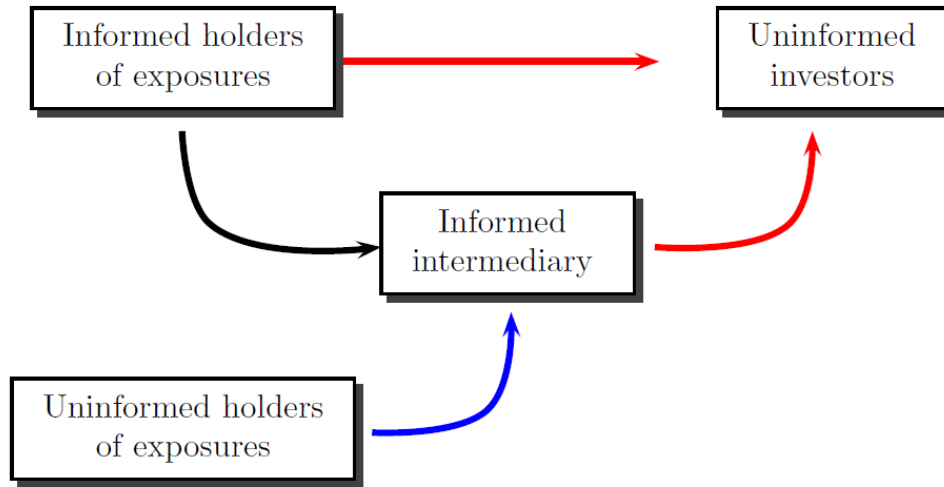 Informed holders
of exposures
Uninformed
investors
Informed
intermediary
Uninformed holders
of exposures